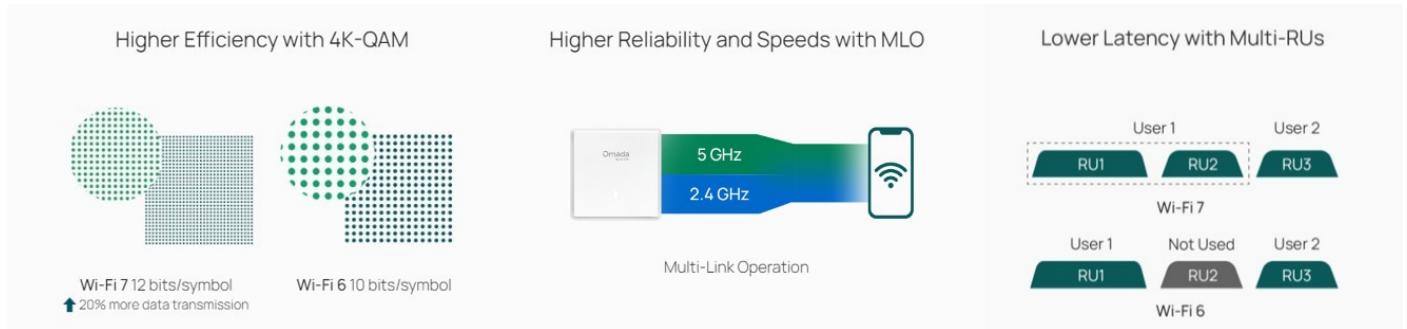 Higher Efficiency with 4K-QAM
Wi-Fi 7 12 bits/symbol
20% more data transmission
Wi-Fi 6 10 bits/symbol
Higher Reliability and Speeds with MLO
Omada
5 GHz
2.4 GHz
Multi-Link Operation
Lower Latency with Multi-RUs
User 1 User 2
RU1 RU2 RU3
Wi-Fi 7
User 1 Not Used User 2
RU1 RU2 RU3
Wi-Fi 6